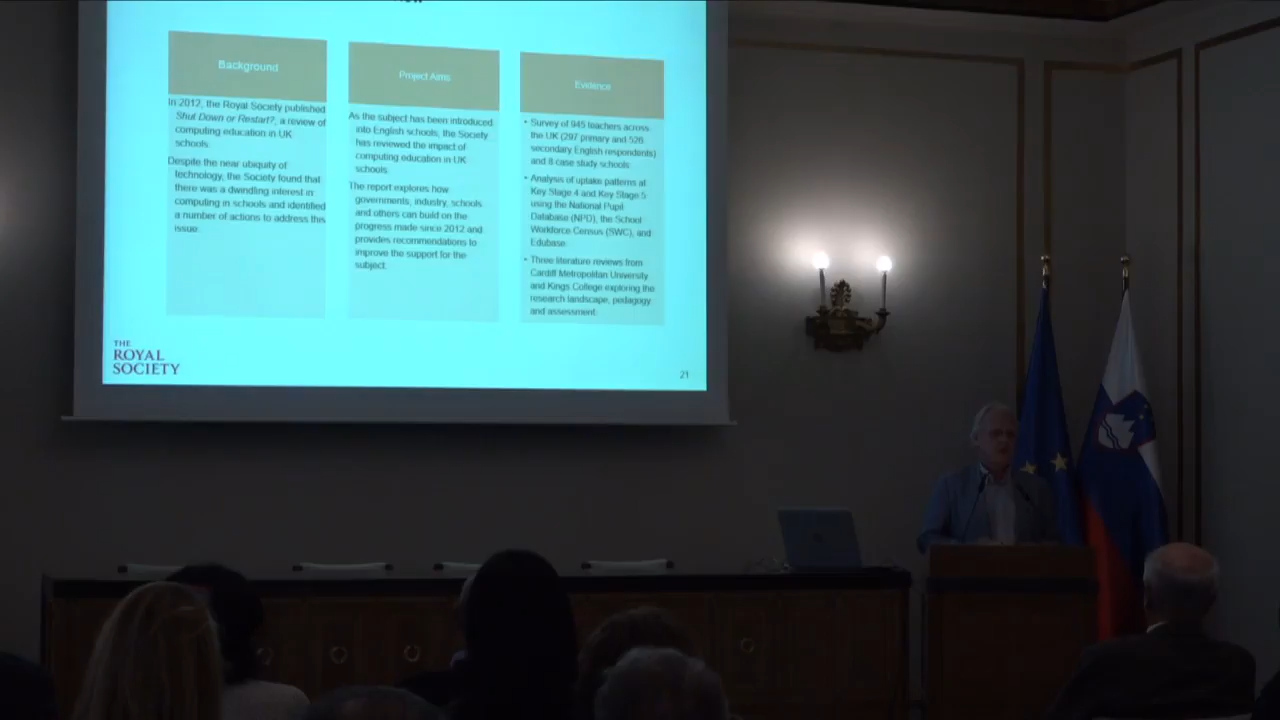 Background
In 2012, the Royal Society published
Shut Down or Restart?, a review of
computing education in UK
schools.
Despite the near ubiquity of
technology, the Society found that
there was a dwindling interest in
computing in schools and identified
a number of actions to address this
issue.
Project Aims
As the subject has been introduced
into English schools, the Society
has reviewed the impact of
computing education in UK
schools.
The report explores how
governments, industry, schools
and others can build on the
progress made since 2012 and
provides recommendations to
improve the support for the
subject.
Evidence
• Survey of 945 teachers across
the UK (297 primary and 526
secondary English respondents)
and 8 case study schools.
• Analysis of uptake patterns at
Key Stage 4 and Key Stage 5
using the National Pupil
Database (NPD), the School
Workforce Census (SWC), and
Edubase.
• Three literature reviews from
Cardiff Metropolitan University
and Kings College exploring the
research landscape, pedagogy
and assessment.
THE
ROYAL
SOCIETY
21